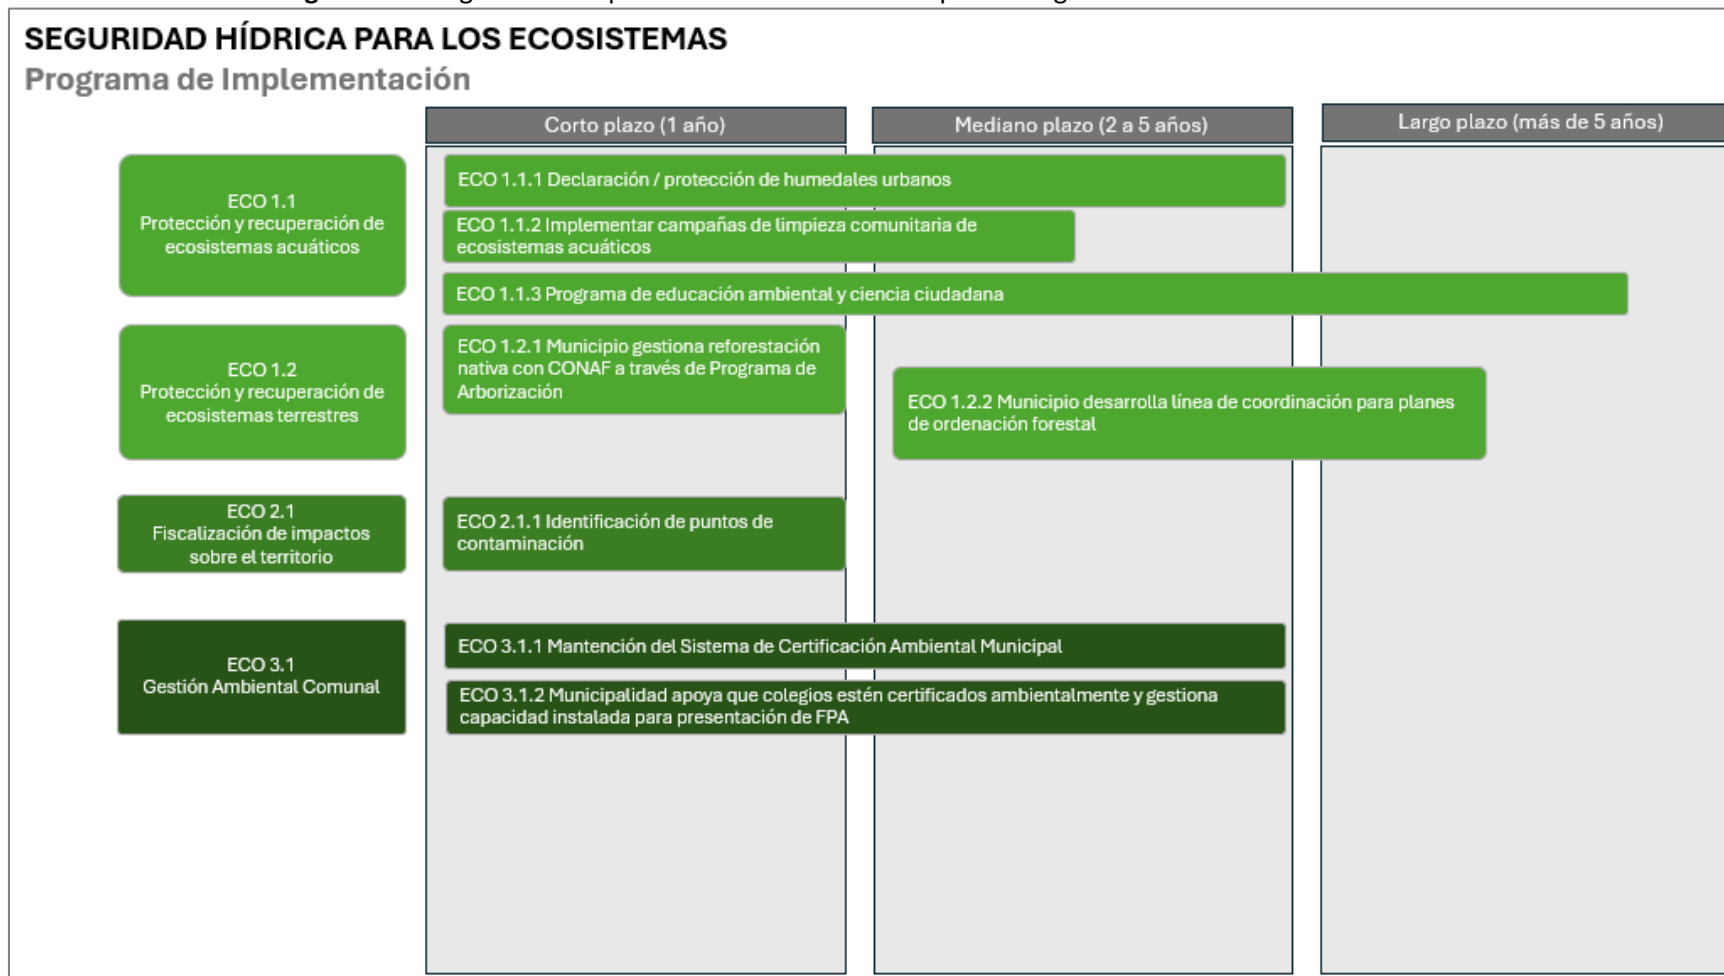 SEGURIDAD HÍDRICA PARA LOS ECOSISTEMAS
Programa de Implementación
Corto plazo (1 año)
Mediano plazo (2 a 5 años)
Largo plazo (más de 5 años)
ECO 1.1
Protección y recuperación de
ecosistemas acuáticos
ECO 1.1.1 Declaración / protección de humedales urbanos
ECO 1.1.2 Implementar campañas de limpieza comunitaria de
ecosistemas acuáticos
ECO 1.1.3 Programa de educación ambiental y ciencia ciudadana
ECO 1.2
Protección y recuperación de
ecosistemas terrestres
ECO 1.2.1 Municipio gestiona reforestación
nativa con CONAF a través de Programa de
Arborización
ECO 1.2.2 Municipio desarrolla línea de coordinación para planes
de ordenación forestal
ECO 2.1
Fiscalización de impactos
sobre el territorio
ECO 2.1.1 Identificación de puntos de
contaminación
ECO 3.1
Gestión Ambiental Comunal
ECO 3.1.1 Mantención del Sistema de Certificación Ambiental Municipal
ECO 3.1.2 Municipalidad apoya que colegios estén certificados ambientalmente y gestiona
capacidad instalada para presentación de FPA